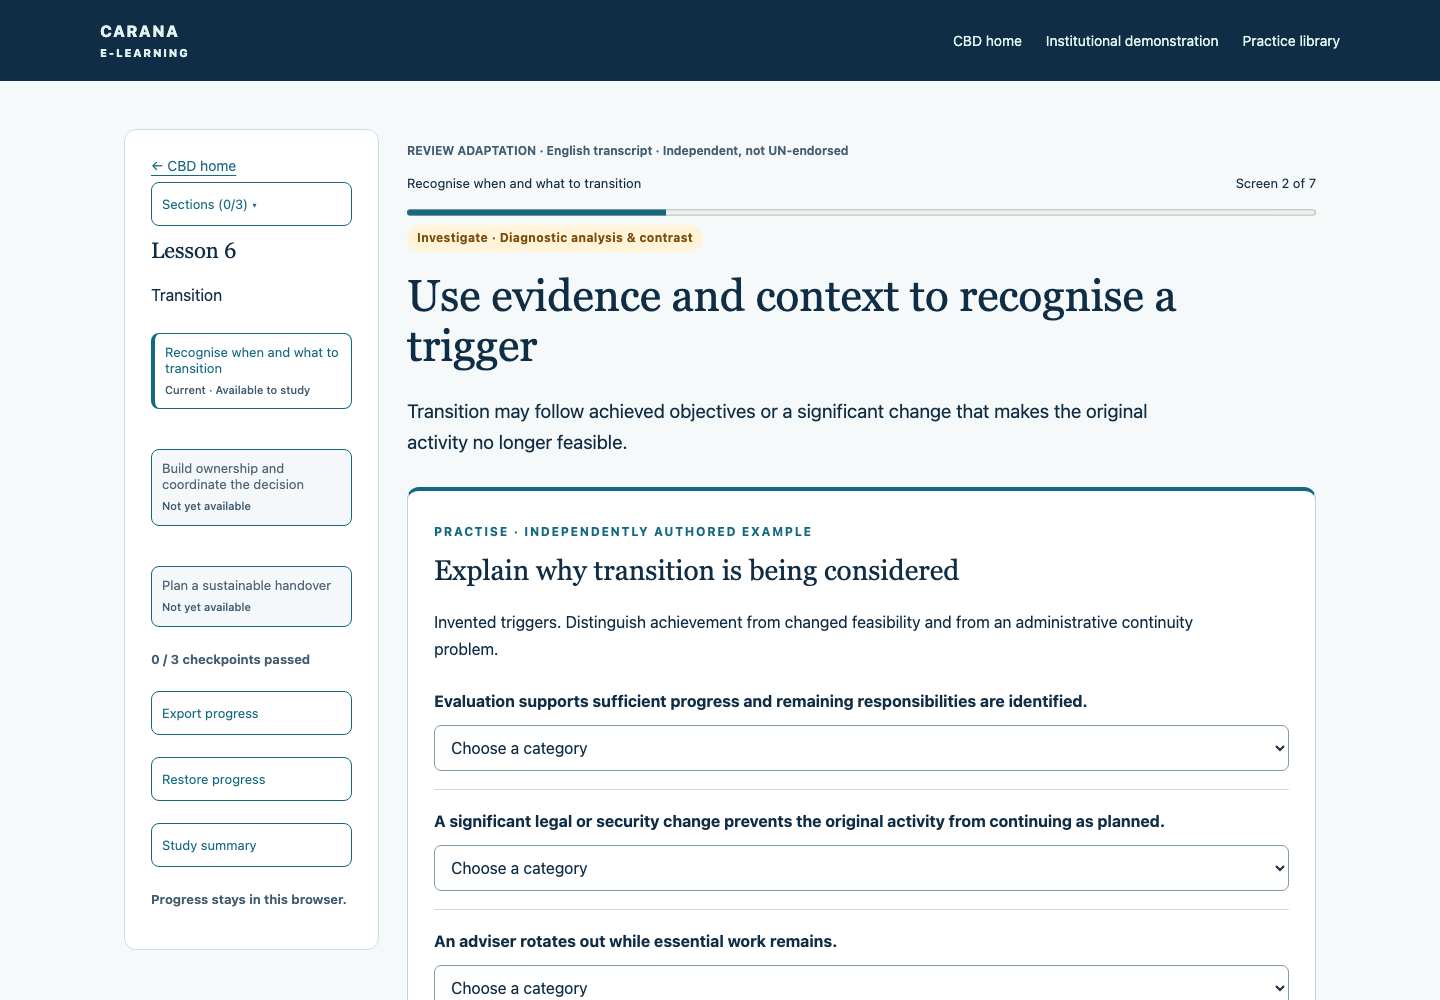 CARANA
E-LEARNING
CBD home
Institutional demonstration
Practice library
← CBD home
Sections (0/3) ▾
Lesson 6
Transition
Recognise when and what to
transition
Current · Available to study
Build ownership and
coordinate the decision
Not yet available
Plan a sustainable handover
Not yet available
0 / 3 checkpoints passed
Export progress
Restore progress
Study summary
Progress stays in this browser.
REVIEW ADAPTATION · English transcript · Independent, not UN-endorsed
Recognise when and what to transition
Screen 2 of 7
Investigate · Diagnostic analysis & contrast
Use evidence and context to recognise a
trigger
Transition may follow achieved objectives or a significant change that makes the original
activity no longer feasible.
PRACTISE · INDEPENDENTLY AUTHORED EXAMPLE
Explain why transition is being considered
Invented triggers. Distinguish achievement from changed feasibility and from an administrative continuity
problem.
Evaluation supports sufficient progress and remaining responsibilities are identified.
Choose a category
A significant legal or security change prevents the original activity from continuing as planned.
Choose a category
An adviser rotates out while essential work remains.
Choose a category